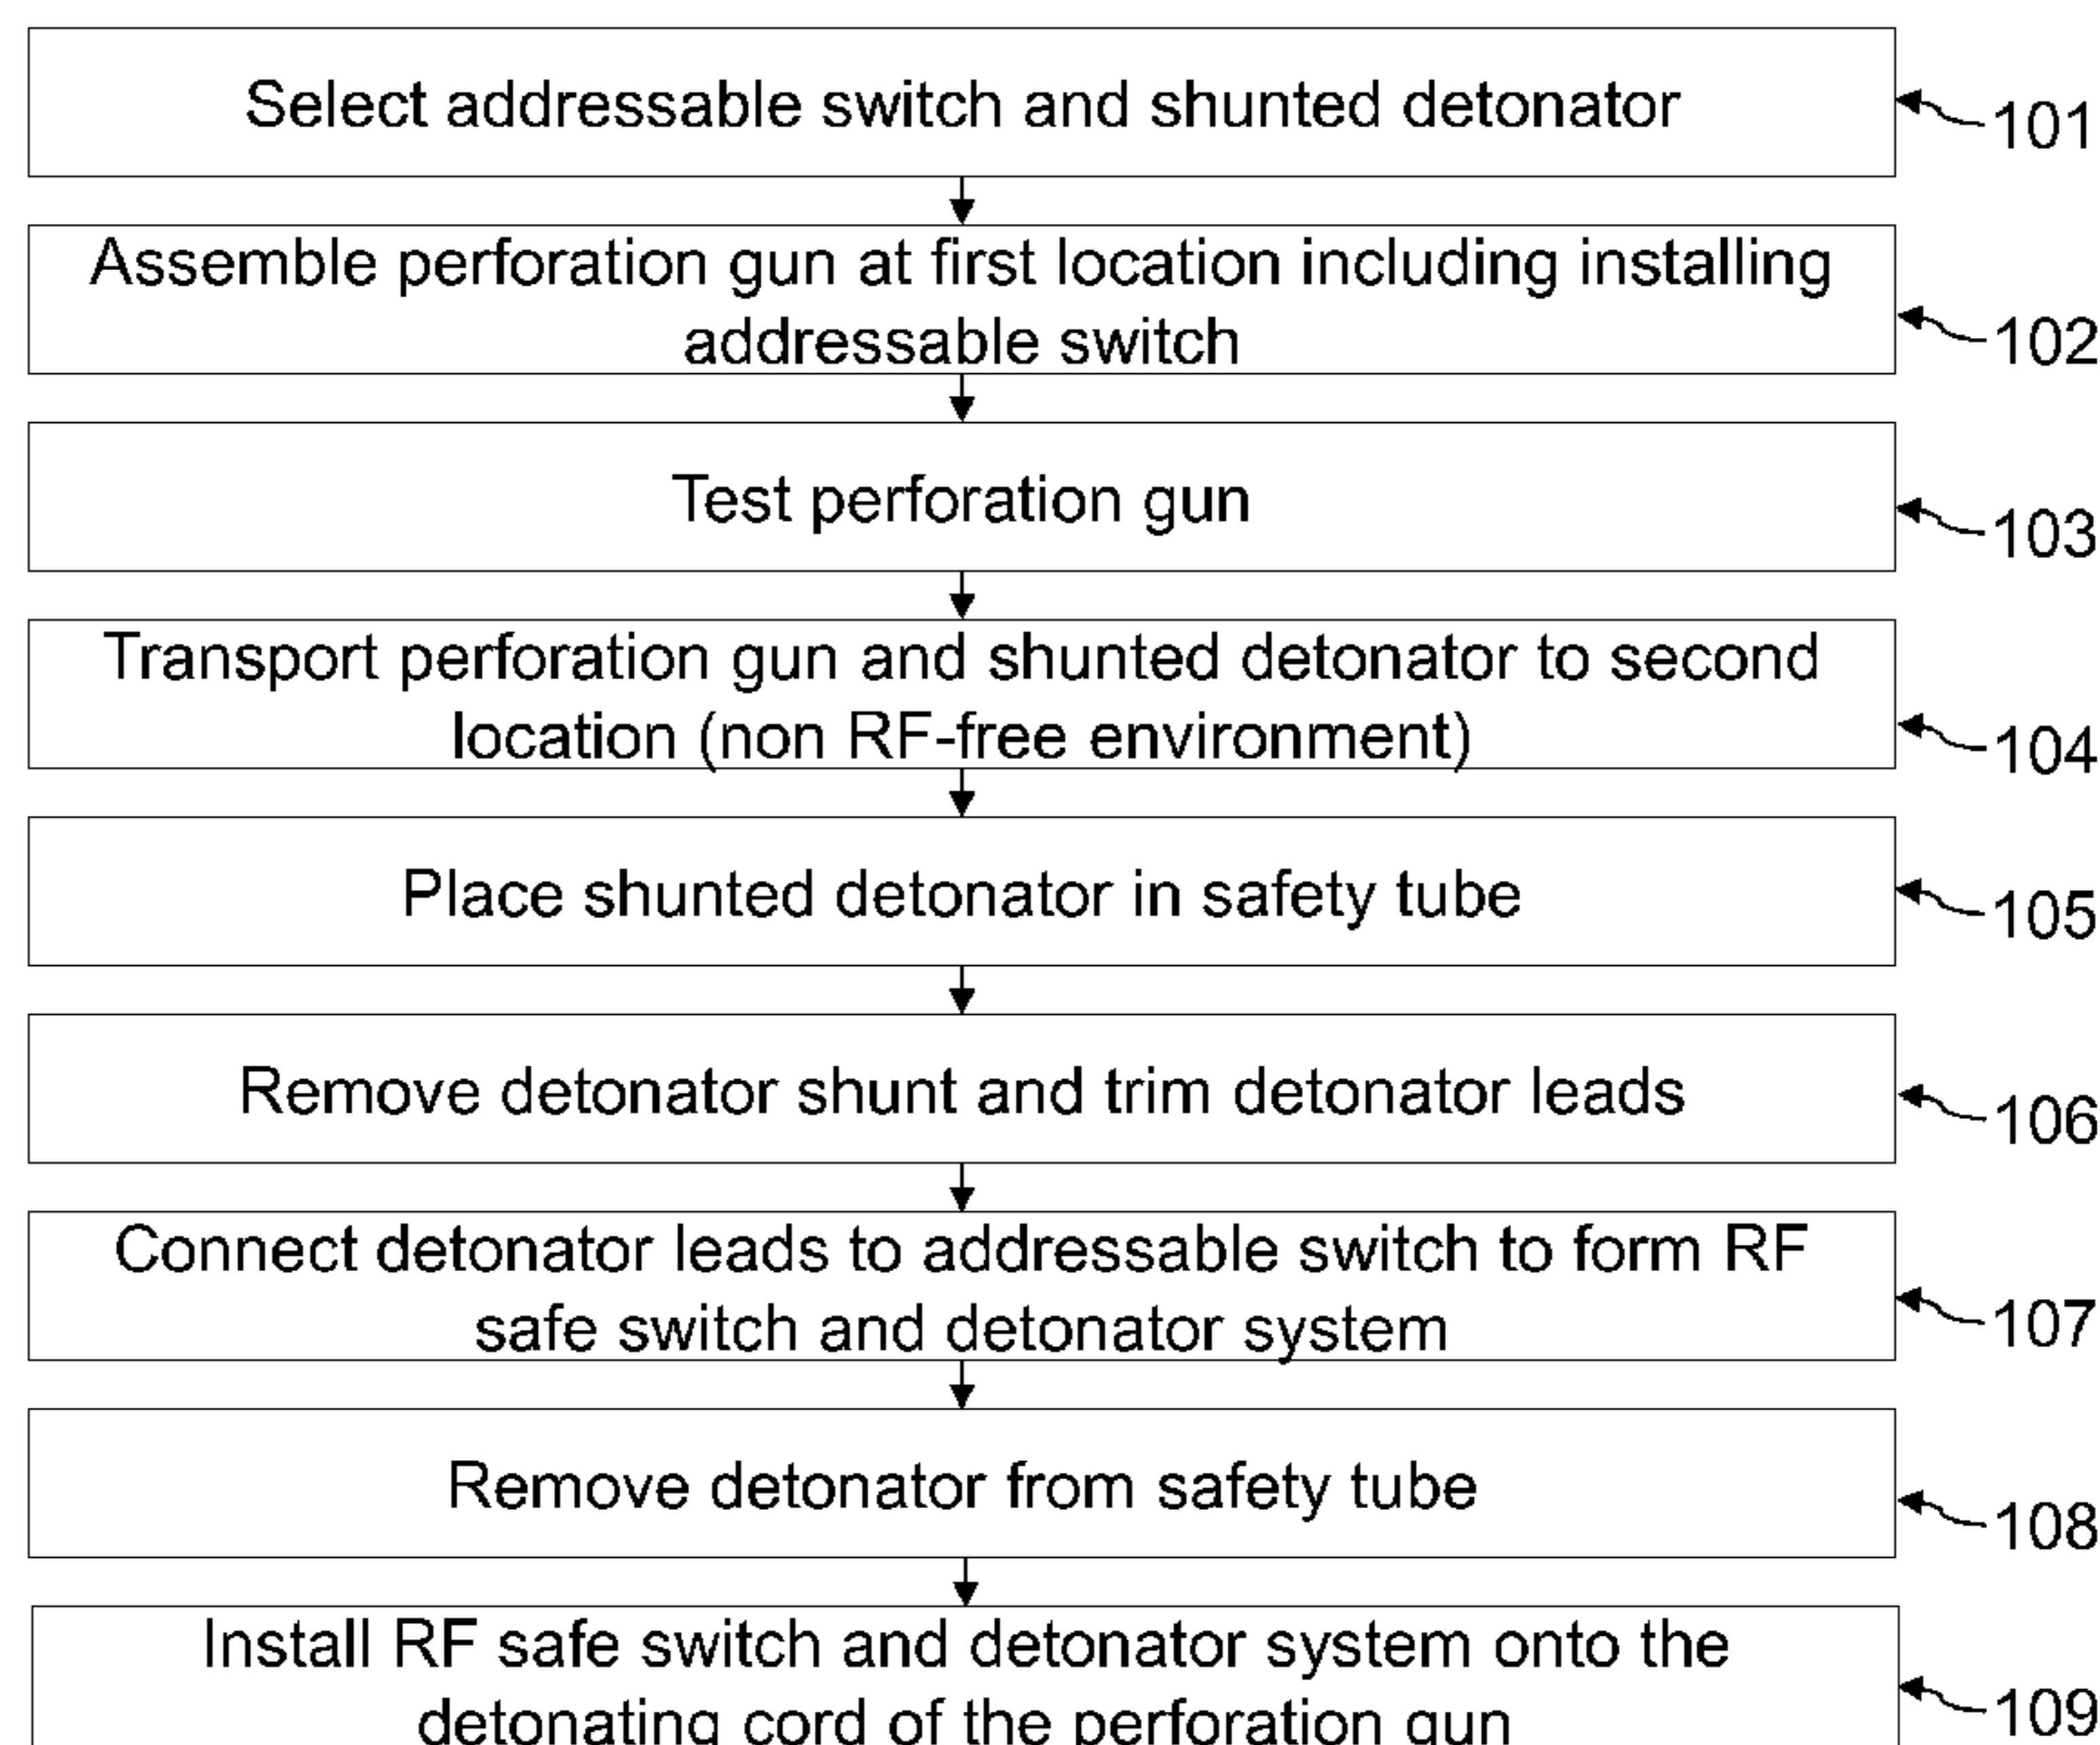 Select addressable switch and shunted detonator
101
Assemble perforation gun at first location including installing
addressable switch
102
Test perforation gun
103
Transport perforation gun and shunted detonator to second
location (non RF-free environment)
104
Place shunted detonator in safety tube
105
Remove detonator shunt and trim detonator leads
106
Connect detonator leads to addressable switch to form RF
safe switch and detonator system
107
Remove detonator from safety tube
108
Install RF safe switch and detonator system onto the
detonating cord of the perforation gun
109